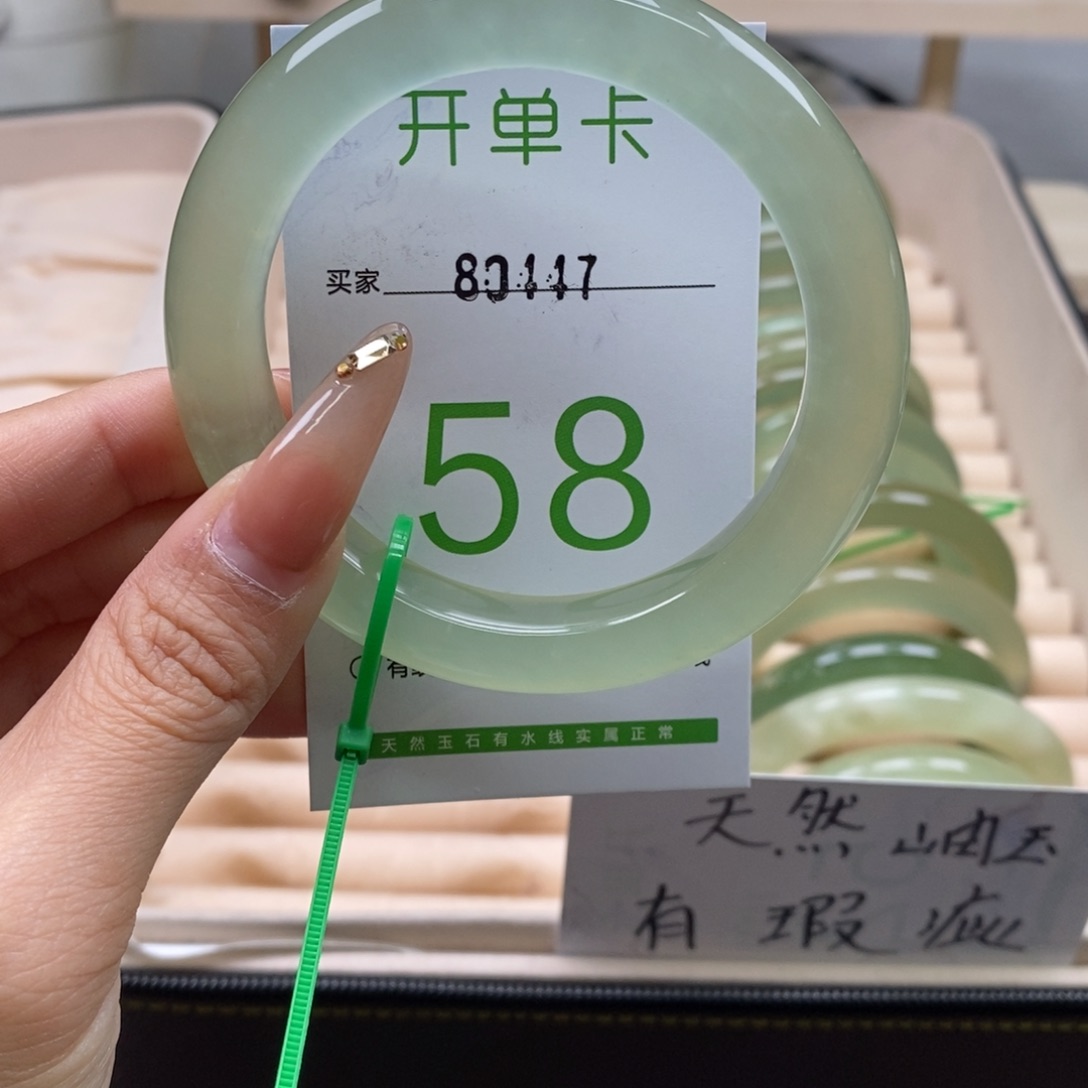 开单卡
买家 80117
58
有
天然玉石有水线实属正常
天然岫玉
有瑕疵